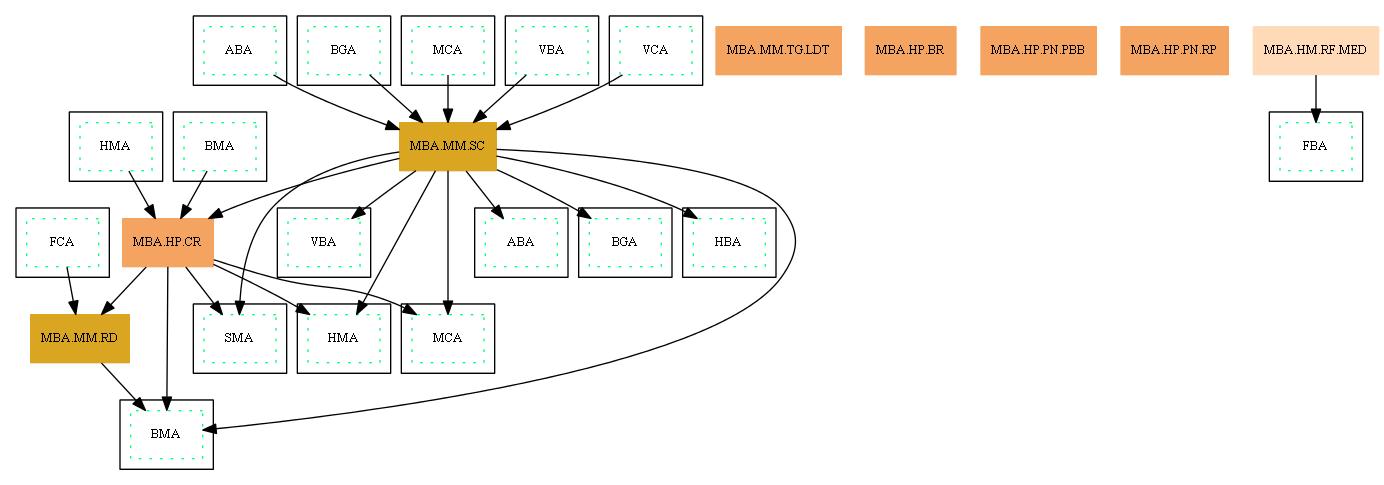 ABA
BGA
MCA
VBA
VCA
MBA.MM.TG.LDT
MBA.HP.BR
MBA.HP.PN.PBB
MBA.HP.PN.RP
MBA.HM.RF.MED
HMA
BMA
MBA.MM.SC
FBA
FCA
MBA.HP.CR
VBA
ABA
BGA
HBA
MBA.MM.RD
SMA
HMA
MCA
BMA